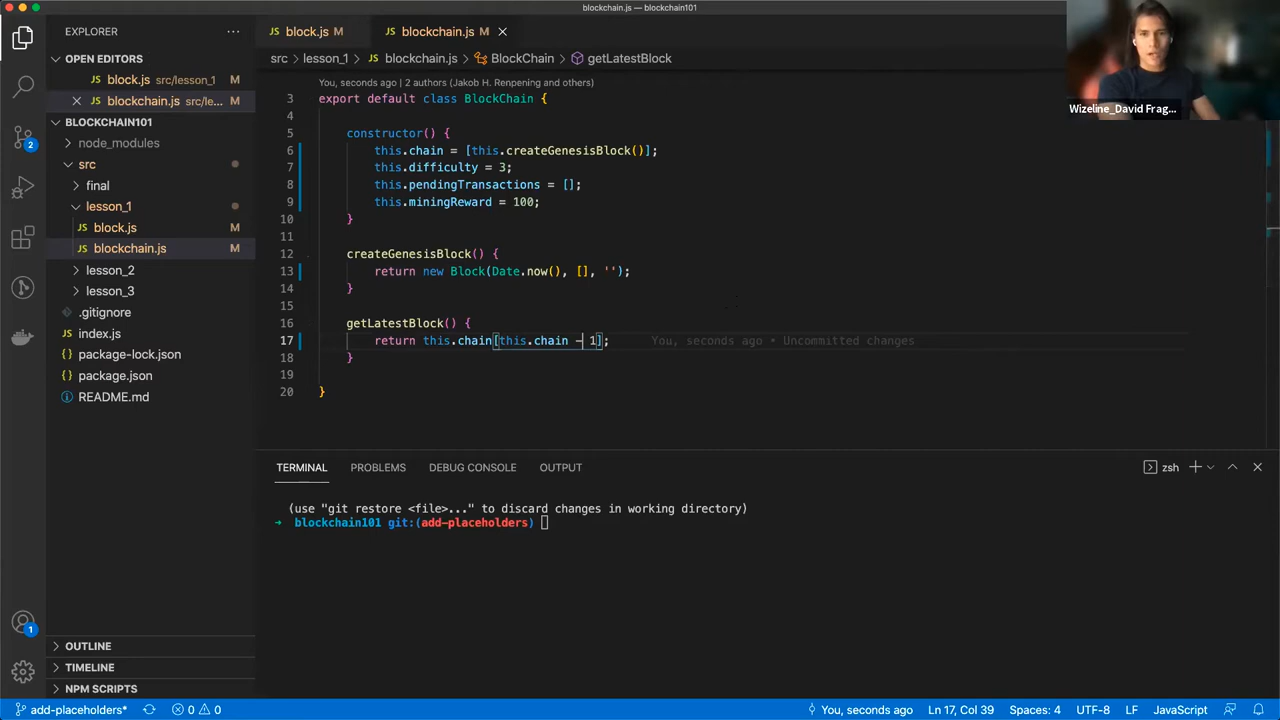 blockchain.js — blockchain101
EXPLORER
OPEN EDITORS
JS block.js src/lesson_1 M
JS blockchain.js src/le... M
BLOCKCHAIN101
node_modules
src
final
lesson_1
JS block.js M
JS blockchain.js M
lesson_2
lesson_3
.gitignore
JS index.js
package-lock.json
package.json
README.md
OUTLINE
TIMELINE
NPM SCRIPTS
2
1
JS block.js M JS blockchain.js M
src > lesson_1 > JS blockchain.js > BlockChain > getLatestBlock
You, seconds ago | 2 authors (Jakob H. Renpening and others)
3 export default class BlockChain {
4
5 constructor() {
6 this.chain = [this.createGenesisBlock()];
7 this.difficulty = 3;
8 this.pendingTransactions = [];
9 this.miningReward = 100;
10 }
11
12 createGenesisBlock() {
13 return new Block(Date.now(), [], '');
14 }
15
16 getLatestBlock() {
17 return this.chain[this.chain - 1]; You, seconds ago • Uncommitted changes
18 }
19
20 }
Wizeline_David Frag...
TERMINAL PROBLEMS DEBUG CONSOLE OUTPUT zsh
(use "git restore <file>..." to discard changes in working directory)
→ blockchain101 git:(add-placeholders)
add-placeholders* 0 0 You, seconds ago Ln 17, Col 39 Spaces: 4 UTF-8 LF JavaScript